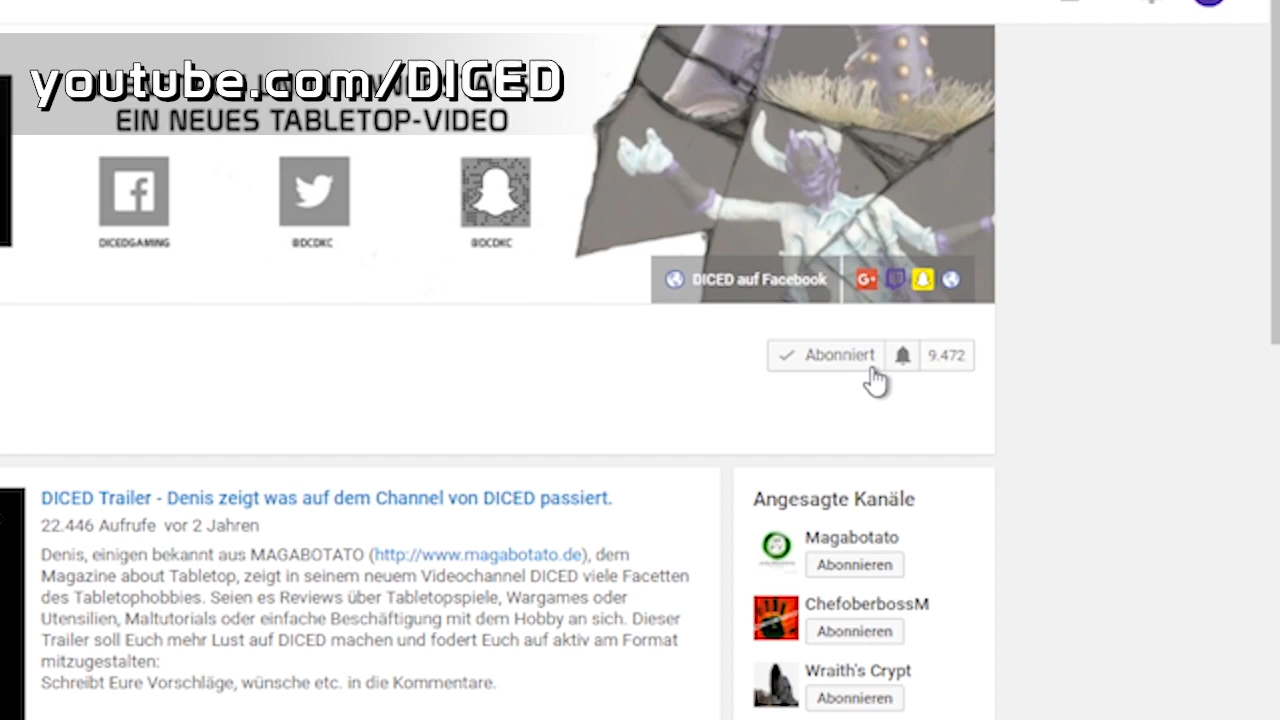 youtube.com/DICED
EIN NEUES TABLETOP-VIDEO
DICEDGAMING
@DCDKC
@DCDKC
DICED auf Facebook
G+
Abonniert
9.472
DICED Trailer - Denis zeigt was auf dem Channel von DICED passiert.
22.446 Aufrufe vor 2 Jahren
Denis, einigen bekannt aus MAGABOTATO (http://www.magabotato.de), dem
Magazine about Tabletop, zeigt in seinem neuem Videochannel DICED viele Facetten
des Tabletophobbies. Seien es Reviews über Tabletopspiele, Wargames oder
Utensilien, Maltutorials oder einfache Beschäftigung mit dem Hobby an sich. Dieser
Trailer soll Euch mehr Lust auf DICED machen und fodert Euch auf aktiv am Format
mitzugestalten:
Schreibt Eure Vorschläge, wünsche etc. in die Kommentare.
Angesagte Kanäle
Magabotato
Abonnieren
ChefoberbossM
Abonnieren
Wraith's Crypt
Abonnieren